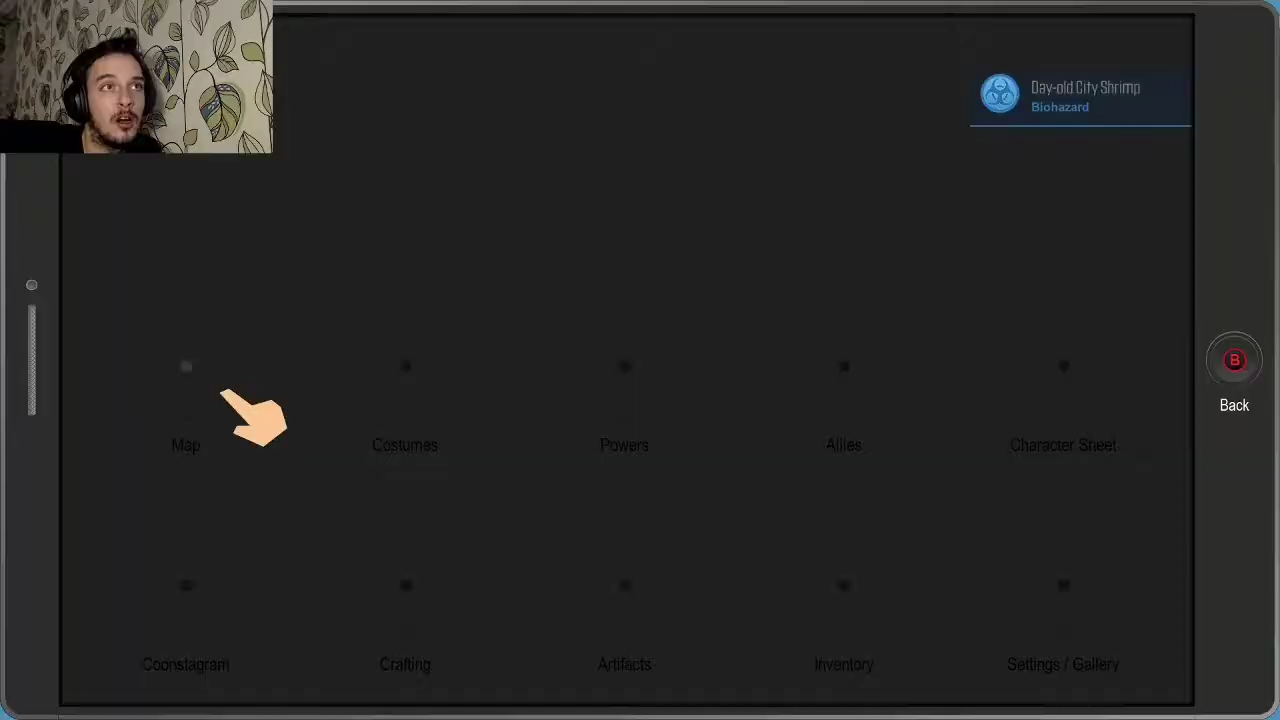 Day-old City Shrimp
Biohazard
B
Back
Map
Costumes
Powers
Allies
Character Sheet
Coonstagram
Crafting
Artifacts
Inventory
Settings / Gallery